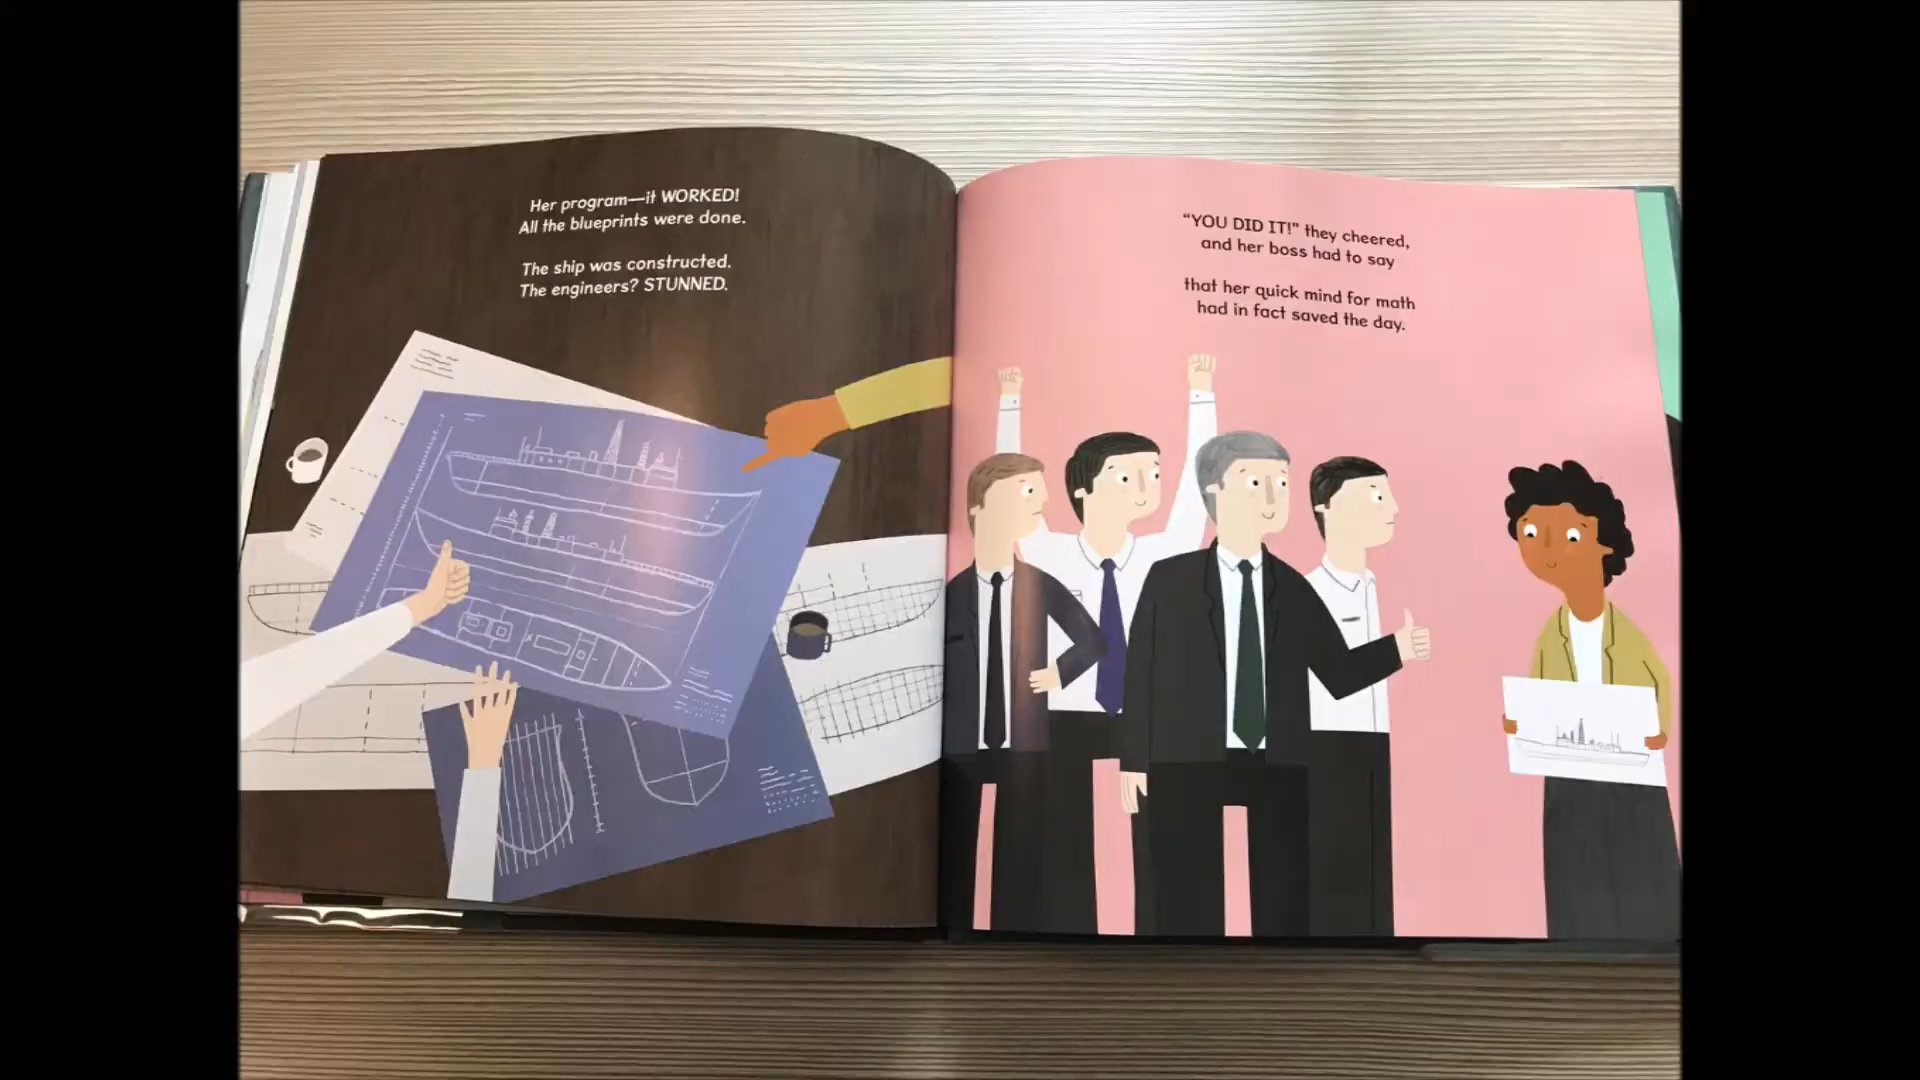 Her program—it WORKED!
All the blueprints were done.
The ship was constructed.
The engineers? STUNNED.
"YOU DID IT!" they cheered,
and her boss had to say
that her quick mind for math
had in fact saved the day.